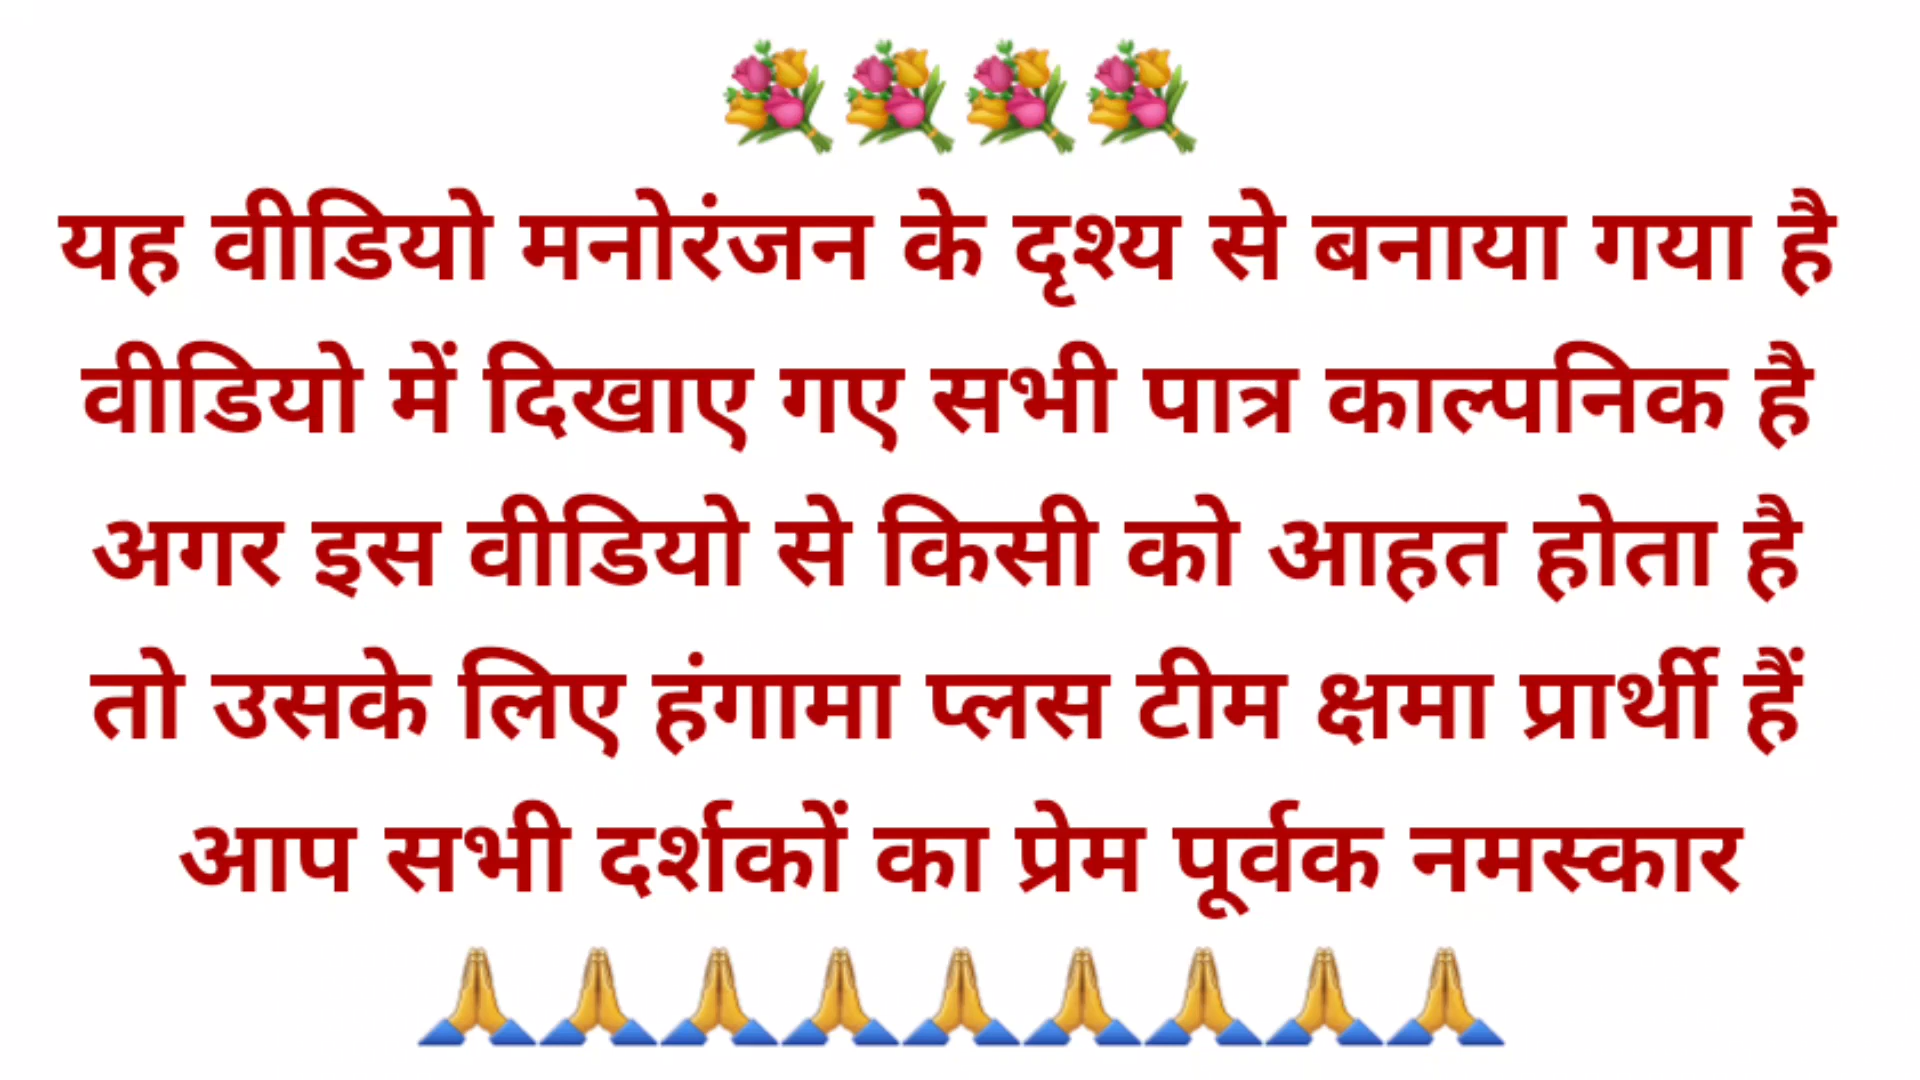 💐💐💐💐
यह वीडियो मनोरंजन के दृश्य से बनाया गया है
वीडियो में दिखाए गए सभी पात्र काल्पनिक है
अगर इस वीडियो से किसी को आहत होता है
तो उसके लिए हंगामा प्लस टीम क्षमा प्रार्थी हैं
आप सभी दर्शकों का प्रेम पूर्वक नमस्कार
🙏🙏🙏🙏🙏🙏🙏🙏🙏